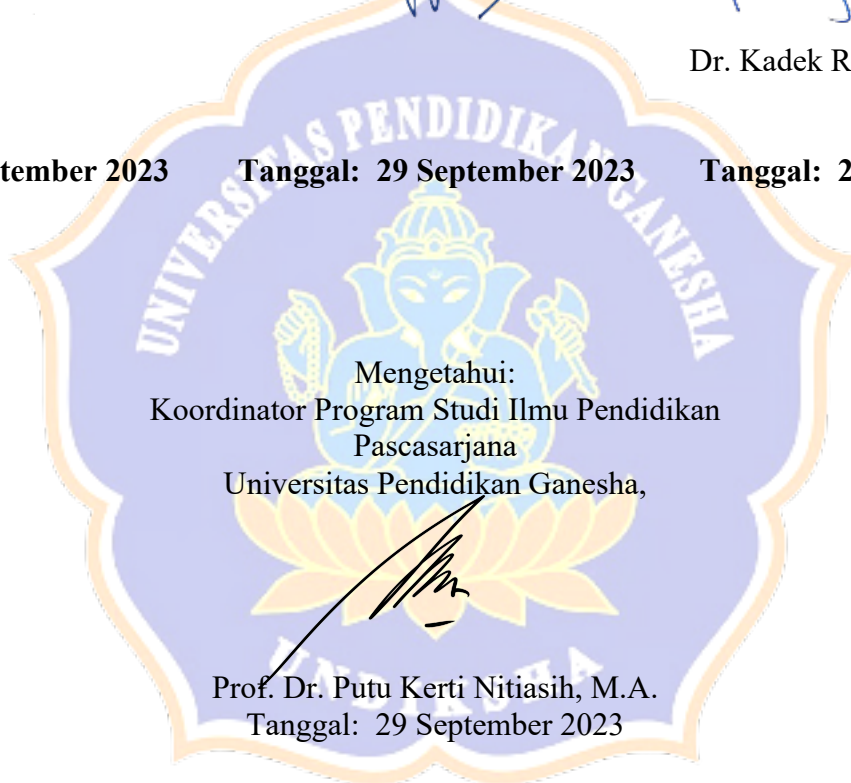 Dr. Kadek R
tember 2023 Tanggal: 29 September 2023 Tanggal: 2
UNIVERSITAS PENDIDIKAN GANESHA
Mengetahui:
Koordinator Program Studi Ilmu Pendidikan
Pascasarjana
Universitas Pendidikan Ganesha,
UNDIKSHA
Prof. Dr. Putu Kerti Nitiasih, M.A.
Tanggal: 29 September 2023